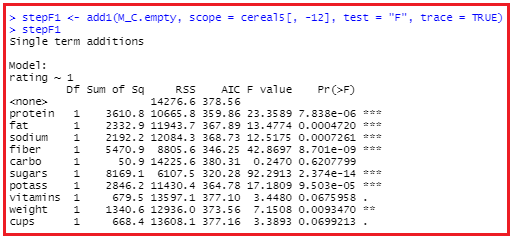 > stepF1 <- add1(M_C.empty, scope = cereal5[, -12], test = "F", trace = TRUE)
> stepF1
Single term additions
Model:
rating ~ 1
Df Sum of Sq RSS AIC F value Pr(>F)
<none> 14276.6 378.56
protein 1 3610.8 10665.8 359.86 23.3589 7.838e-06 ***
fat 1 2332.9 11943.7 367.89 13.4774 0.0004720 ***
sodium 1 2192.2 12084.3 368.73 12.5175 0.0007261 ***
fiber 1 5470.9 8805.6 346.25 42.8697 8.701e-09 ***
carbo 1 50.9 14225.6 380.31 0.2470 0.6207799
sugars 1 8169.1 6107.5 320.28 92.2913 2.374e-14 ***
potass 1 2846.2 11430.4 364.78 17.1809 9.503e-05 ***
vitamins 1 679.5 13597.1 377.10 3.4480 0.0675958 .
weight 1 1340.6 12936.0 373.56 7.1508 0.0093470 **
cups 1 668.4 13608.1 377.16 3.3893 0.0699213 .